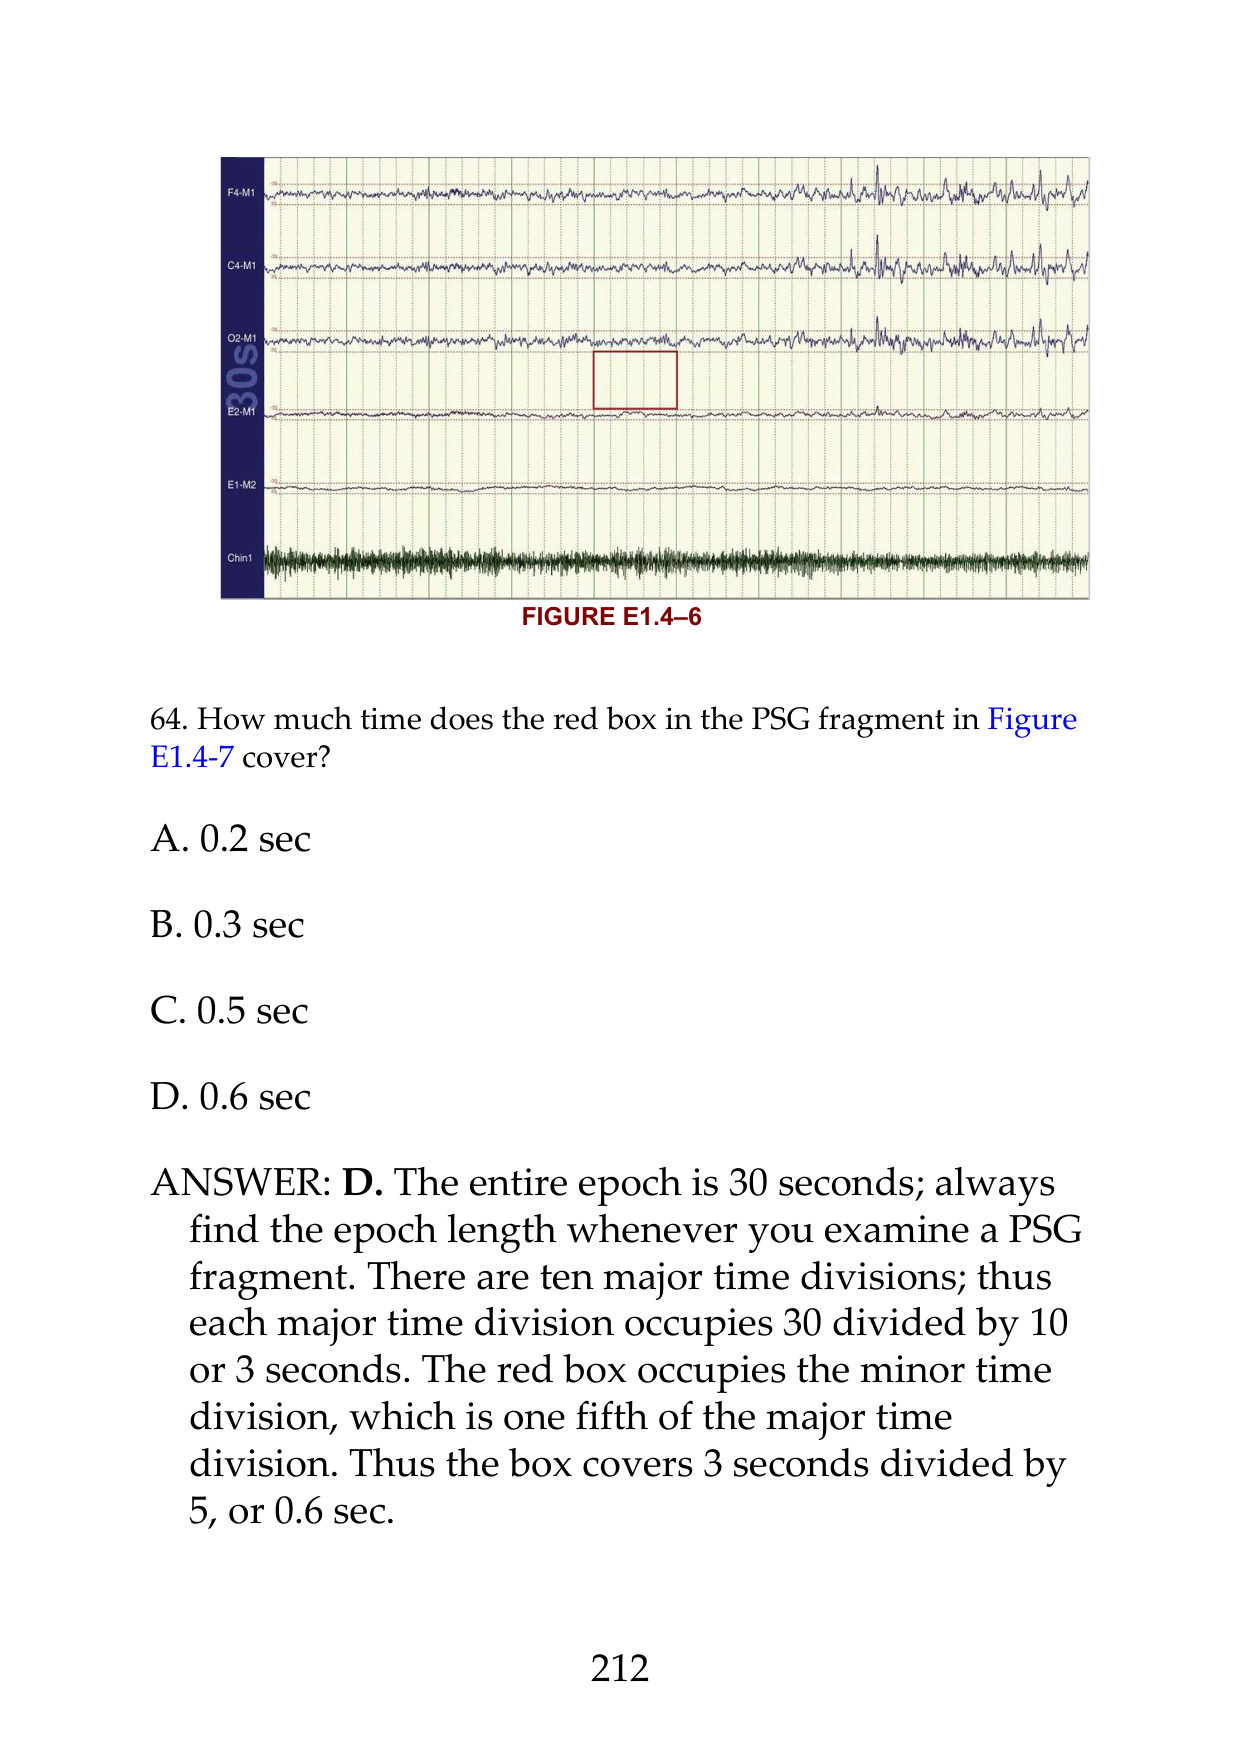 F4-M1
C4-M1
O2-M1
30s
E2-M1
E1-M2
Chin1
FIGURE E1.4–6
64. How much time does the red box in the PSG fragment in Figure
E1.4-7 cover?
A. 0.2 sec
B. 0.3 sec
C. 0.5 sec
D. 0.6 sec
ANSWER: D. The entire epoch is 30 seconds; always
find the epoch length whenever you examine a PSG
fragment. There are ten major time divisions; thus
each major time division occupies 30 divided by 10
or 3 seconds. The red box occupies the minor time
division, which is one fifth of the major time
division. Thus the box covers 3 seconds divided by
5, or 0.6 sec.
212